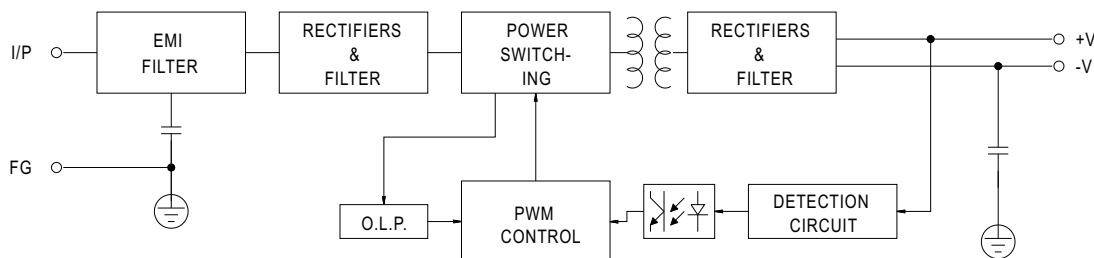 I/P
EMI
FILTER
RECTIFIERS
&
FILTER
POWER
SWITCH-
ING
RECTIFIERS
&
FILTER
+V
-V
FG
O.L.P.
PWM
CONTROL
DETECTION
CIRCUIT